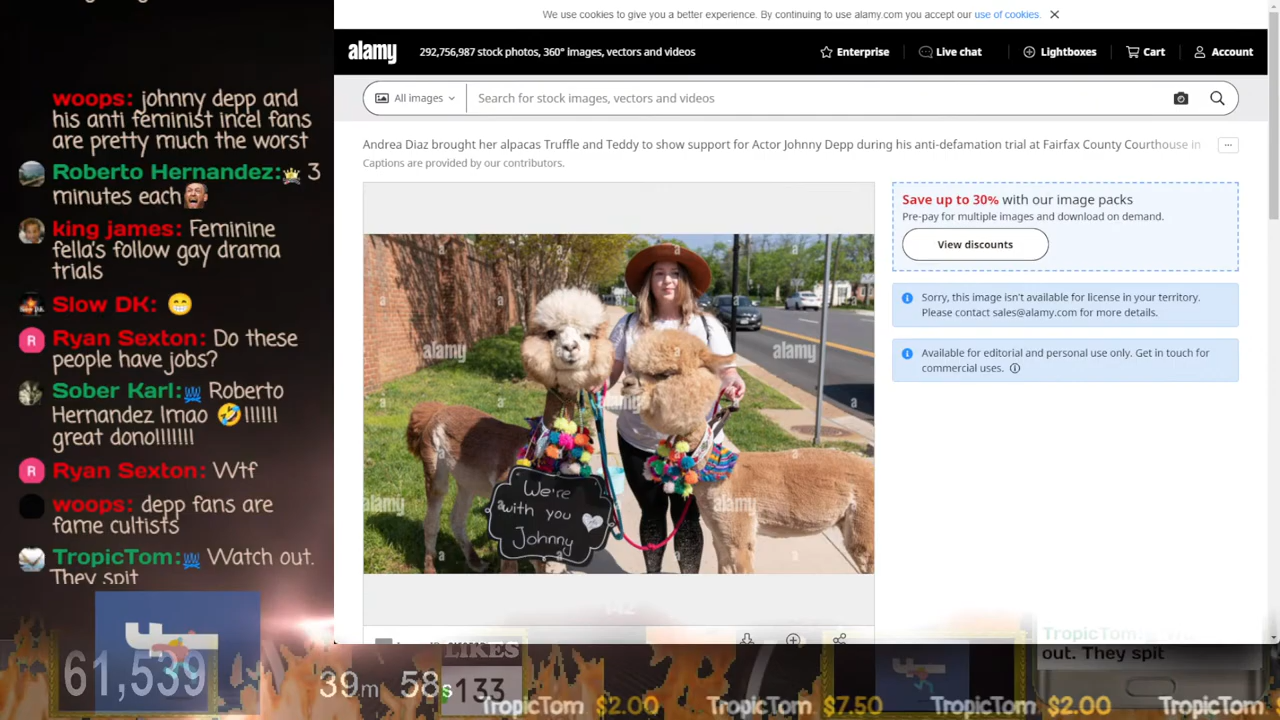 woops: johnny depp and
his anti feminist incel fans
are pretty much the worst
Roberto Hernandez: 3
minutes each
king james: Feminine
fella's follow gay drama
trials
Slow DK: 😁
Ryan Sexton: Do these
people have jobs?
Sober Karl: Roberto
Hernandez lmao 🤣!!!!!!
great dono!!!!!!!
Ryan Sexton: Wtf
woops: depp fans are
fame cultists
TropicTom: Watch out.
They spit
We use cookies to give you a better experience. By continuing to use alamy.com you accept our use of cookies.
alamy
292,756,987 stock photos, 360° images, vectors and videos
Enterprise
Live chat
Lightboxes
Cart
Account
All images
Search for stock images, vectors and videos
Andrea Diaz brought her alpacas Truffle and Teddy to show support for Actor Johnny Depp during his anti-defamation trial at Fairfax County Courthouse in
...
Captions are provided by our contributors.
alamy
alamy
alamy
alamy
alamy
We're
with you
Johnny
Save up to 30% with our image packs
Pre-pay for multiple images and download on demand.
View discounts
Sorry, this image isn't available for license in your territory.
Please contact sales@alamy.com for more details.
Available for editorial and personal use only. Get in touch for
commercial uses.
61,539
39m 58s
LIKES
133
TropicTom:
out. They spit
TropicTom $2.00 TropicTom $7.50 TropicTom $2.00 TropicTom